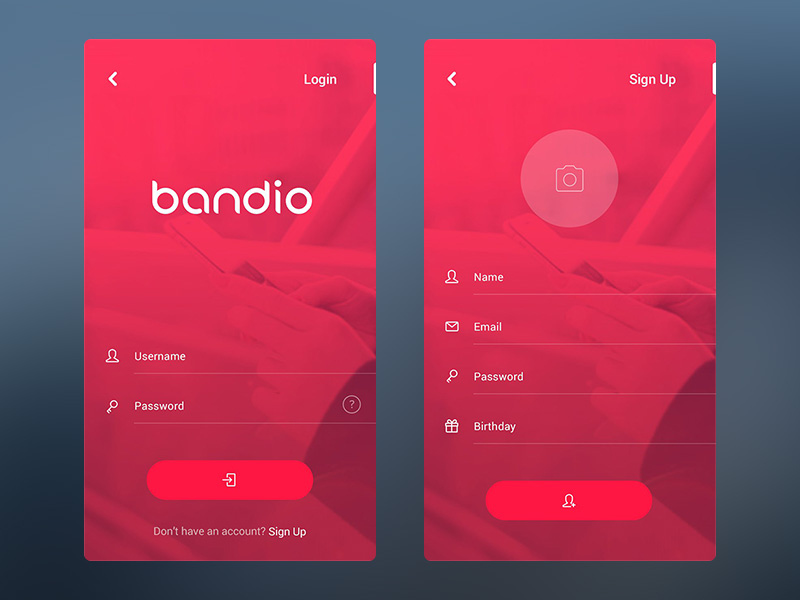 Login
bandio
Username
Password
?
Don't have an account? Sign Up
Sign Up
Name
Email
Password
Birthday